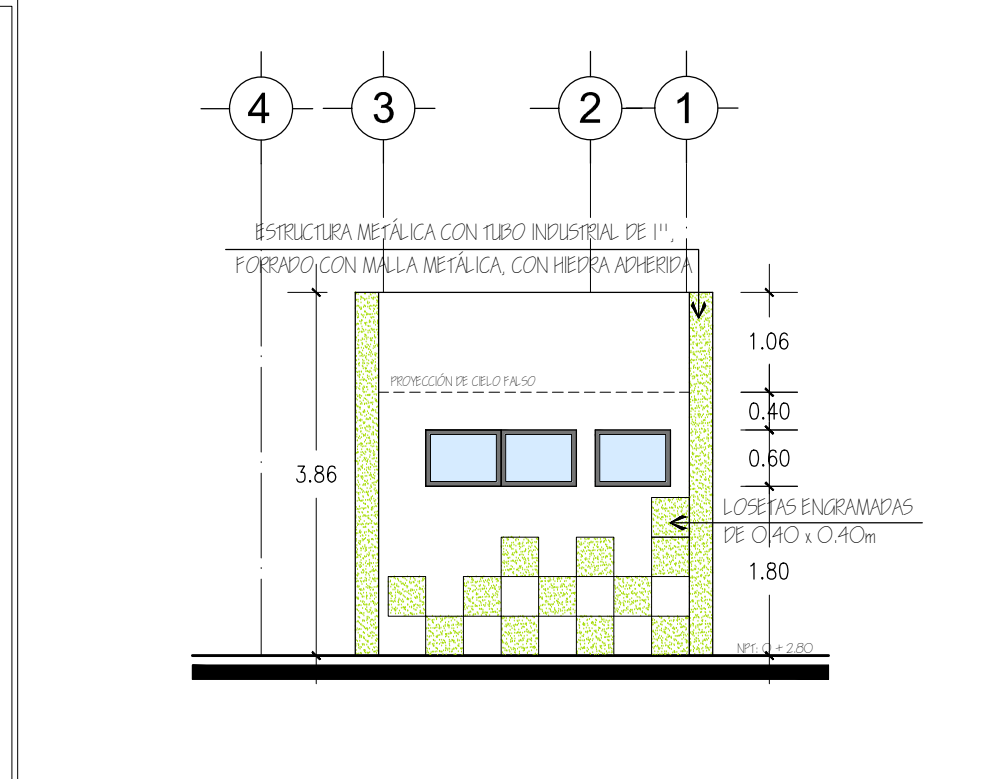 4 3 2 1
ESTRUCTURA METÁLICA CON TUBO INDUSTRIAL DE 1",
FORRADO CON MALLA METÁLICA, CON HIEDRA ADHERIDA
1.06
PROYECCIÓN DE CIELO FALSO
0.40
0.60
3.86
LOSETAS ENGRAMADAS
DE 0.40 x 0.40m
1.80
NPT: 0 + 2.80